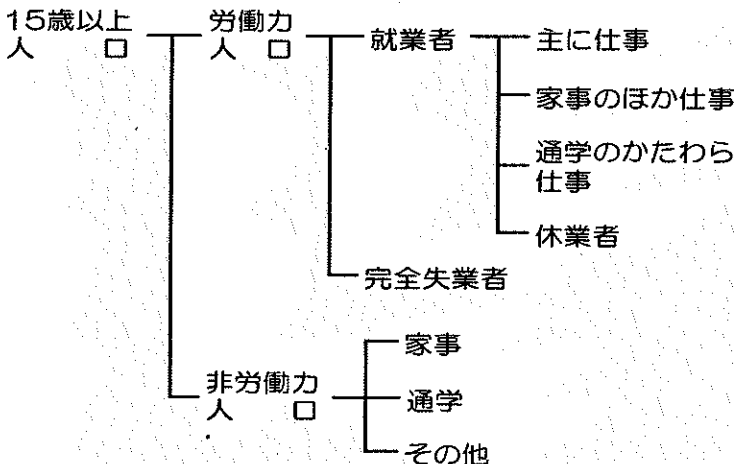 15歳以上
人口
労働力
人口
就業者
主に仕事
家事のほか仕事
通学のかたわら
仕事
休業者
完全失業者
非労働力
人口
家事
通学
その他